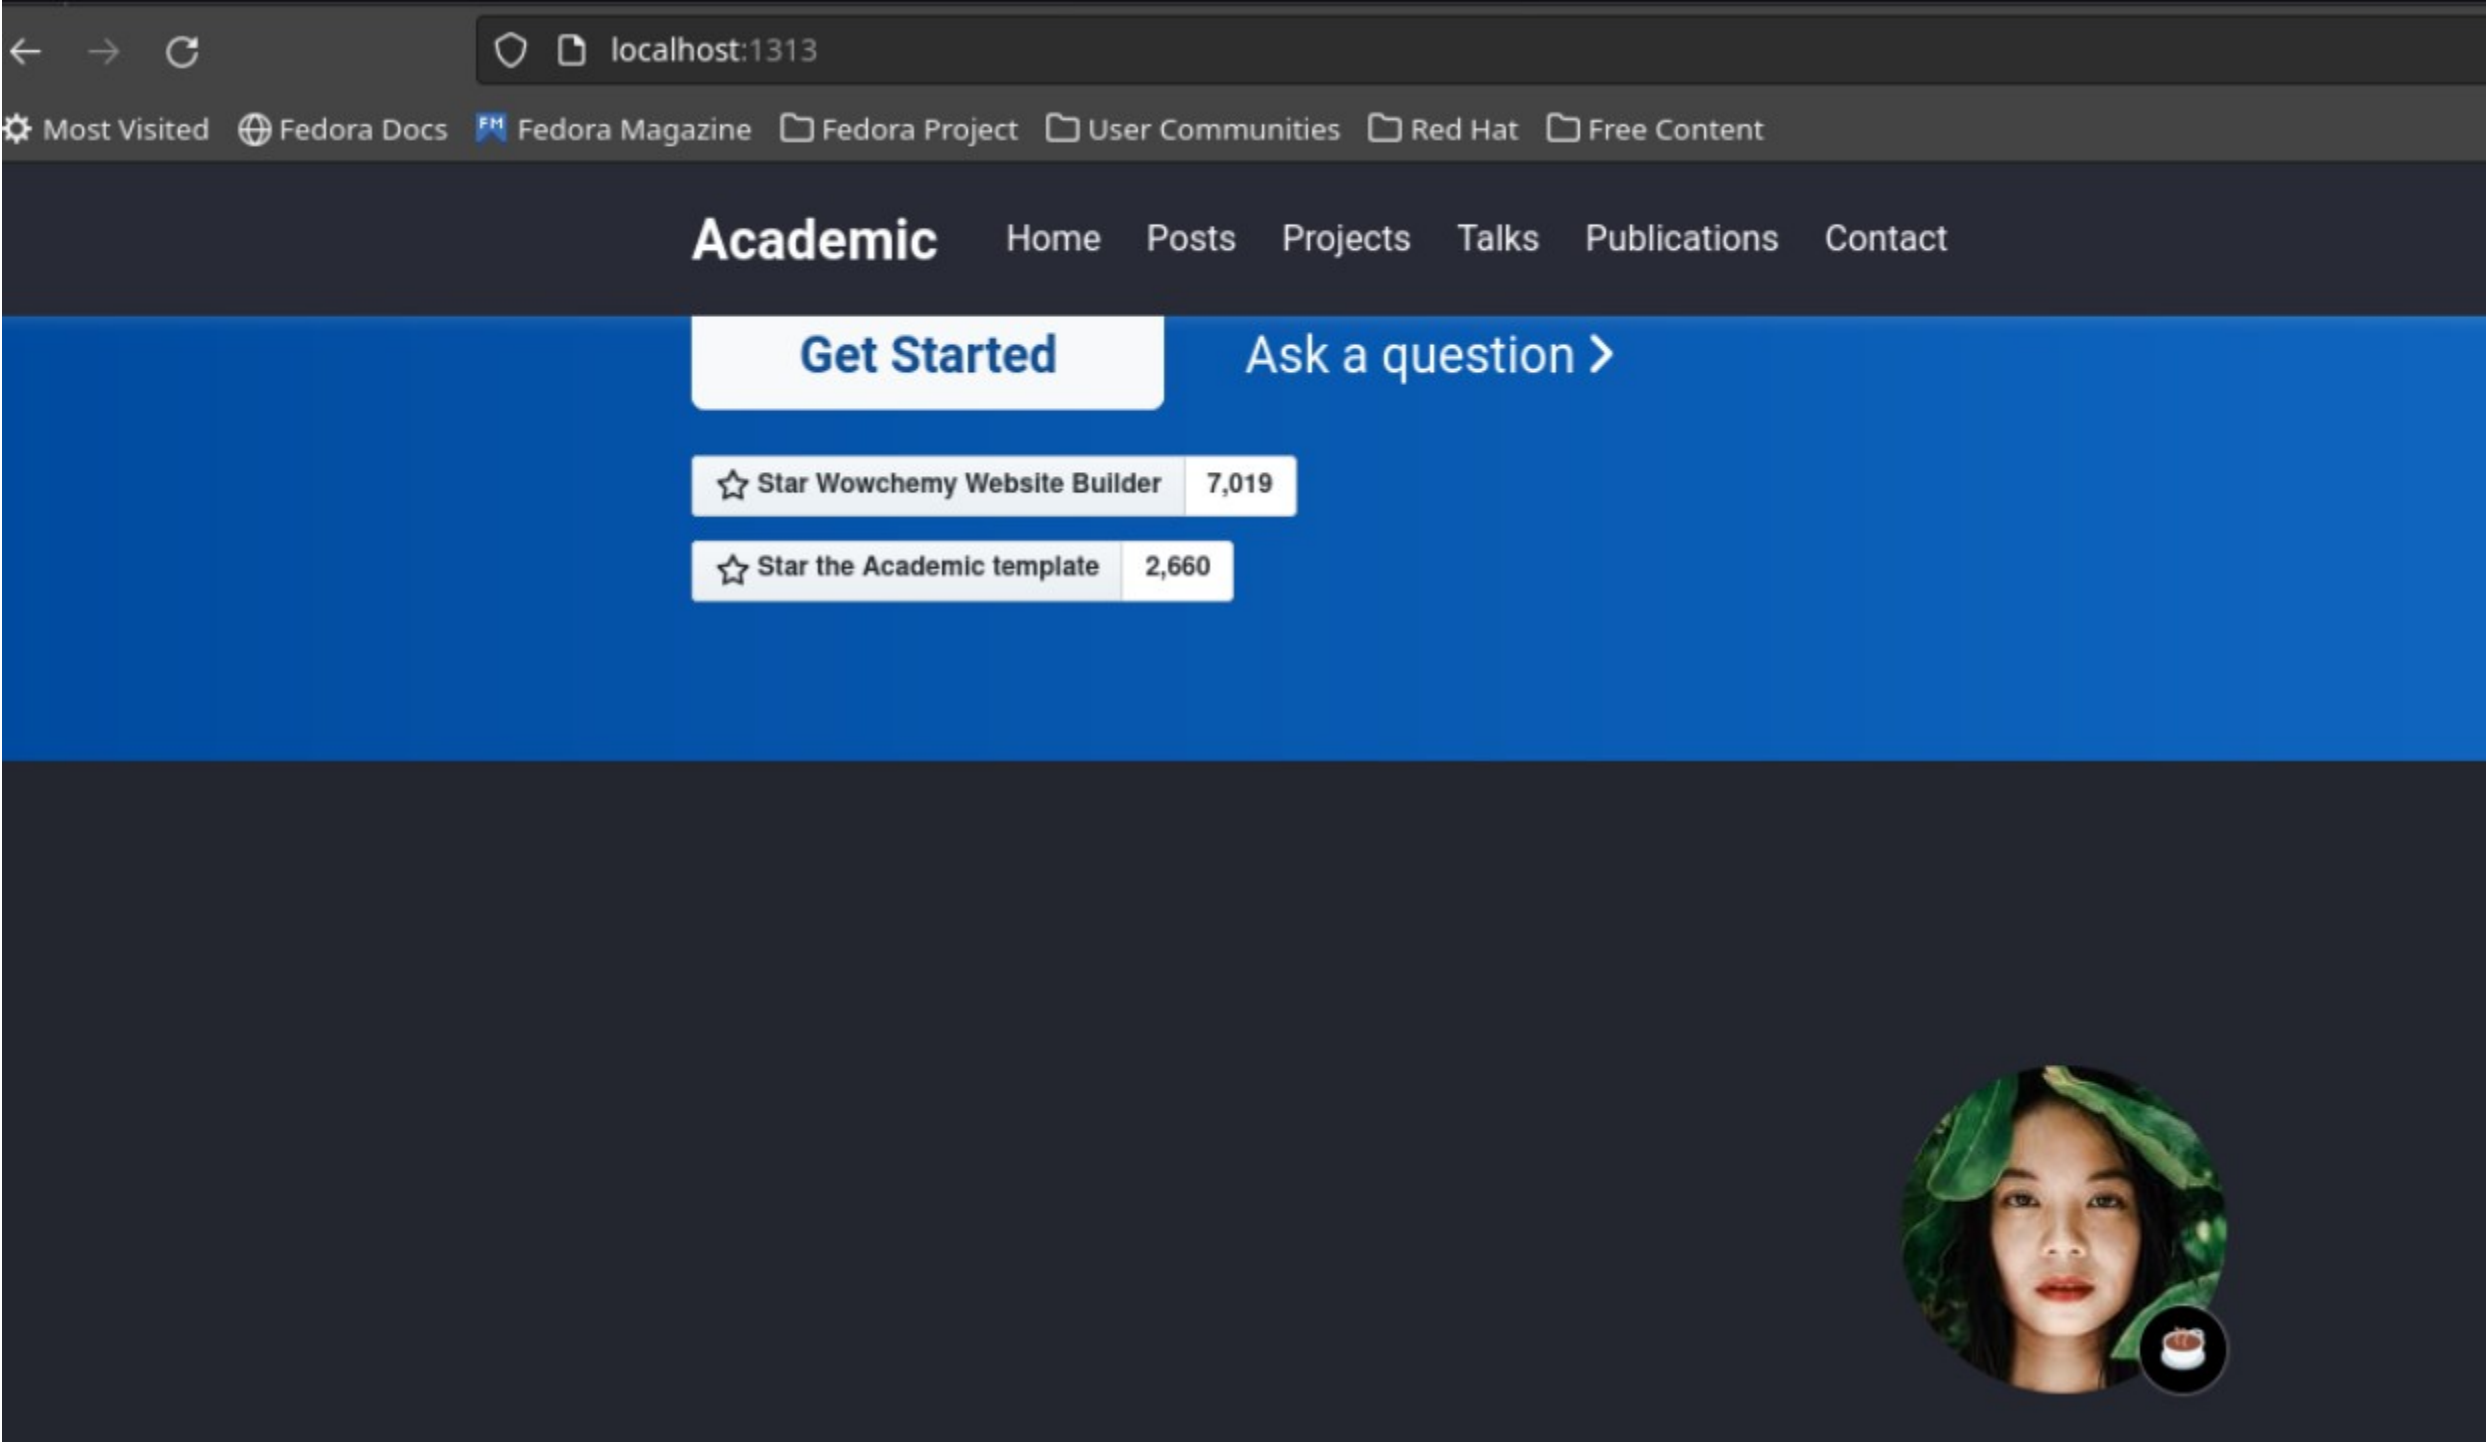 localhost:1313
Most Visited Fedora Docs FM Fedora Magazine Fedora Project User Communities Red Hat Free Content
Academic Home Posts Projects Talks Publications Contact
Get Started Ask a question
Star Wowchemy Website Builder 7,019
Star the Academic template 2,660